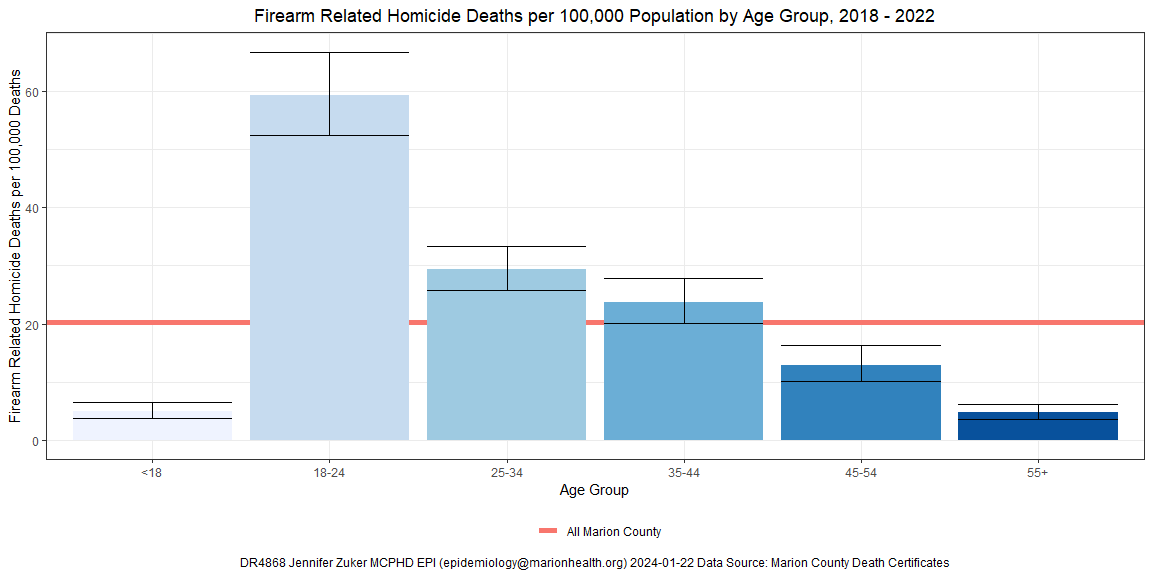 Firearm Related Homicide Deaths per 100,000 Population by Age Group, 2018 - 2022
Firearm Related Homicide Deaths per 100,000 Deaths
60
40
20
0
<18 18-24 25-34 35-44 45-54 55+
Age Group
All Marion County
DR4868 Jennifer Zuker MCPHD EPI (epidemiology@marionhealth.org) 2024-01-22 Data Source: Marion County Death Certificates